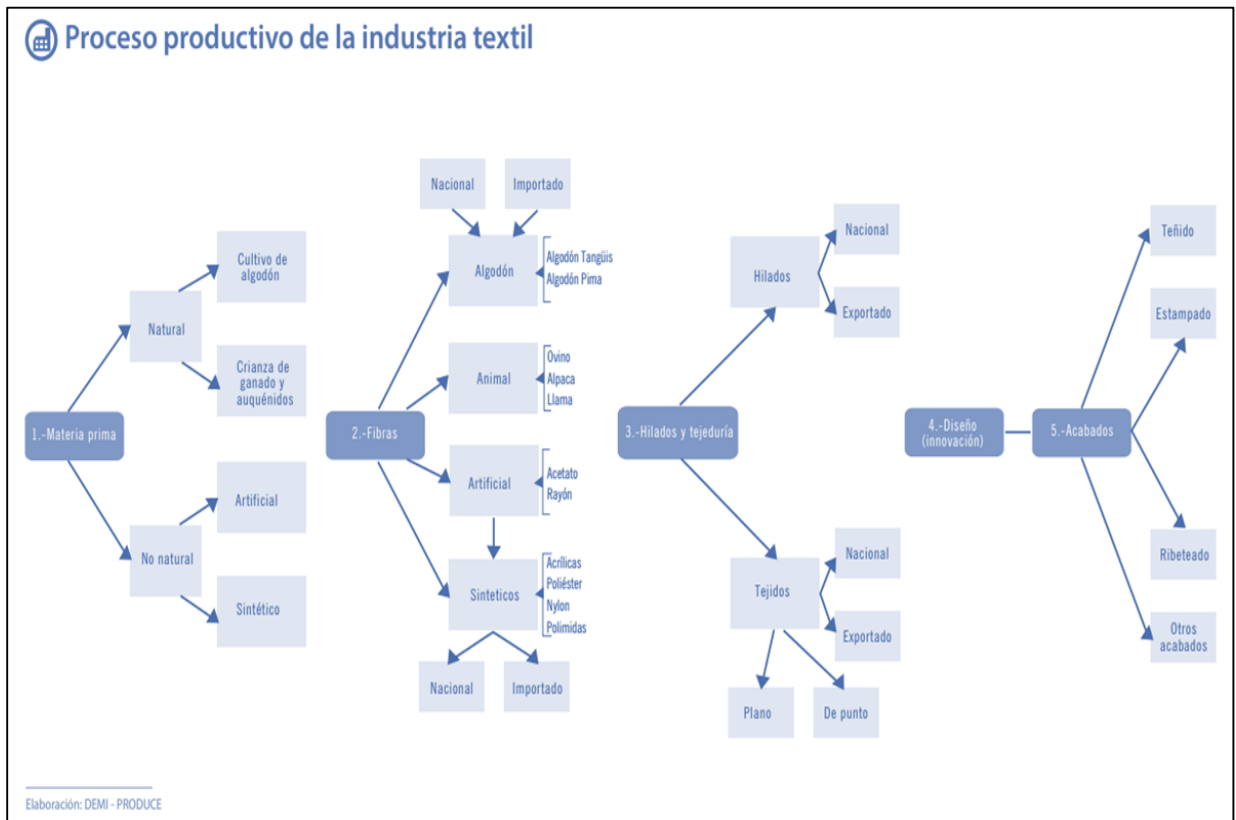 Proceso productivo de la industria textil
1.-Materia prima
Natural
Cultivo de
algodón
Crianza de
ganado y
auquénidos
No natural
Artificial
Sintético
2.-Fibras
Nacional
Importado
Algodón
Algodón Tangüis
Algodón Pima
Animal
Ovino
Alpaca
Llama
Artificial
Acetato
Rayón
Sinteticos
Acrílicas
Poliéster
Nylon
Polimidas
Nacional
Importado
3.-Hilados y tejeduría
Hilados
Nacional
Exportado
Tejidos
Nacional
Exportado
Plano
De punto
4.-Diseño
(innovación)
5.-Acabados
Teñido
Estampado
Ribeteado
Otros
acabados
Elaboración: DEMI - PRODUCE